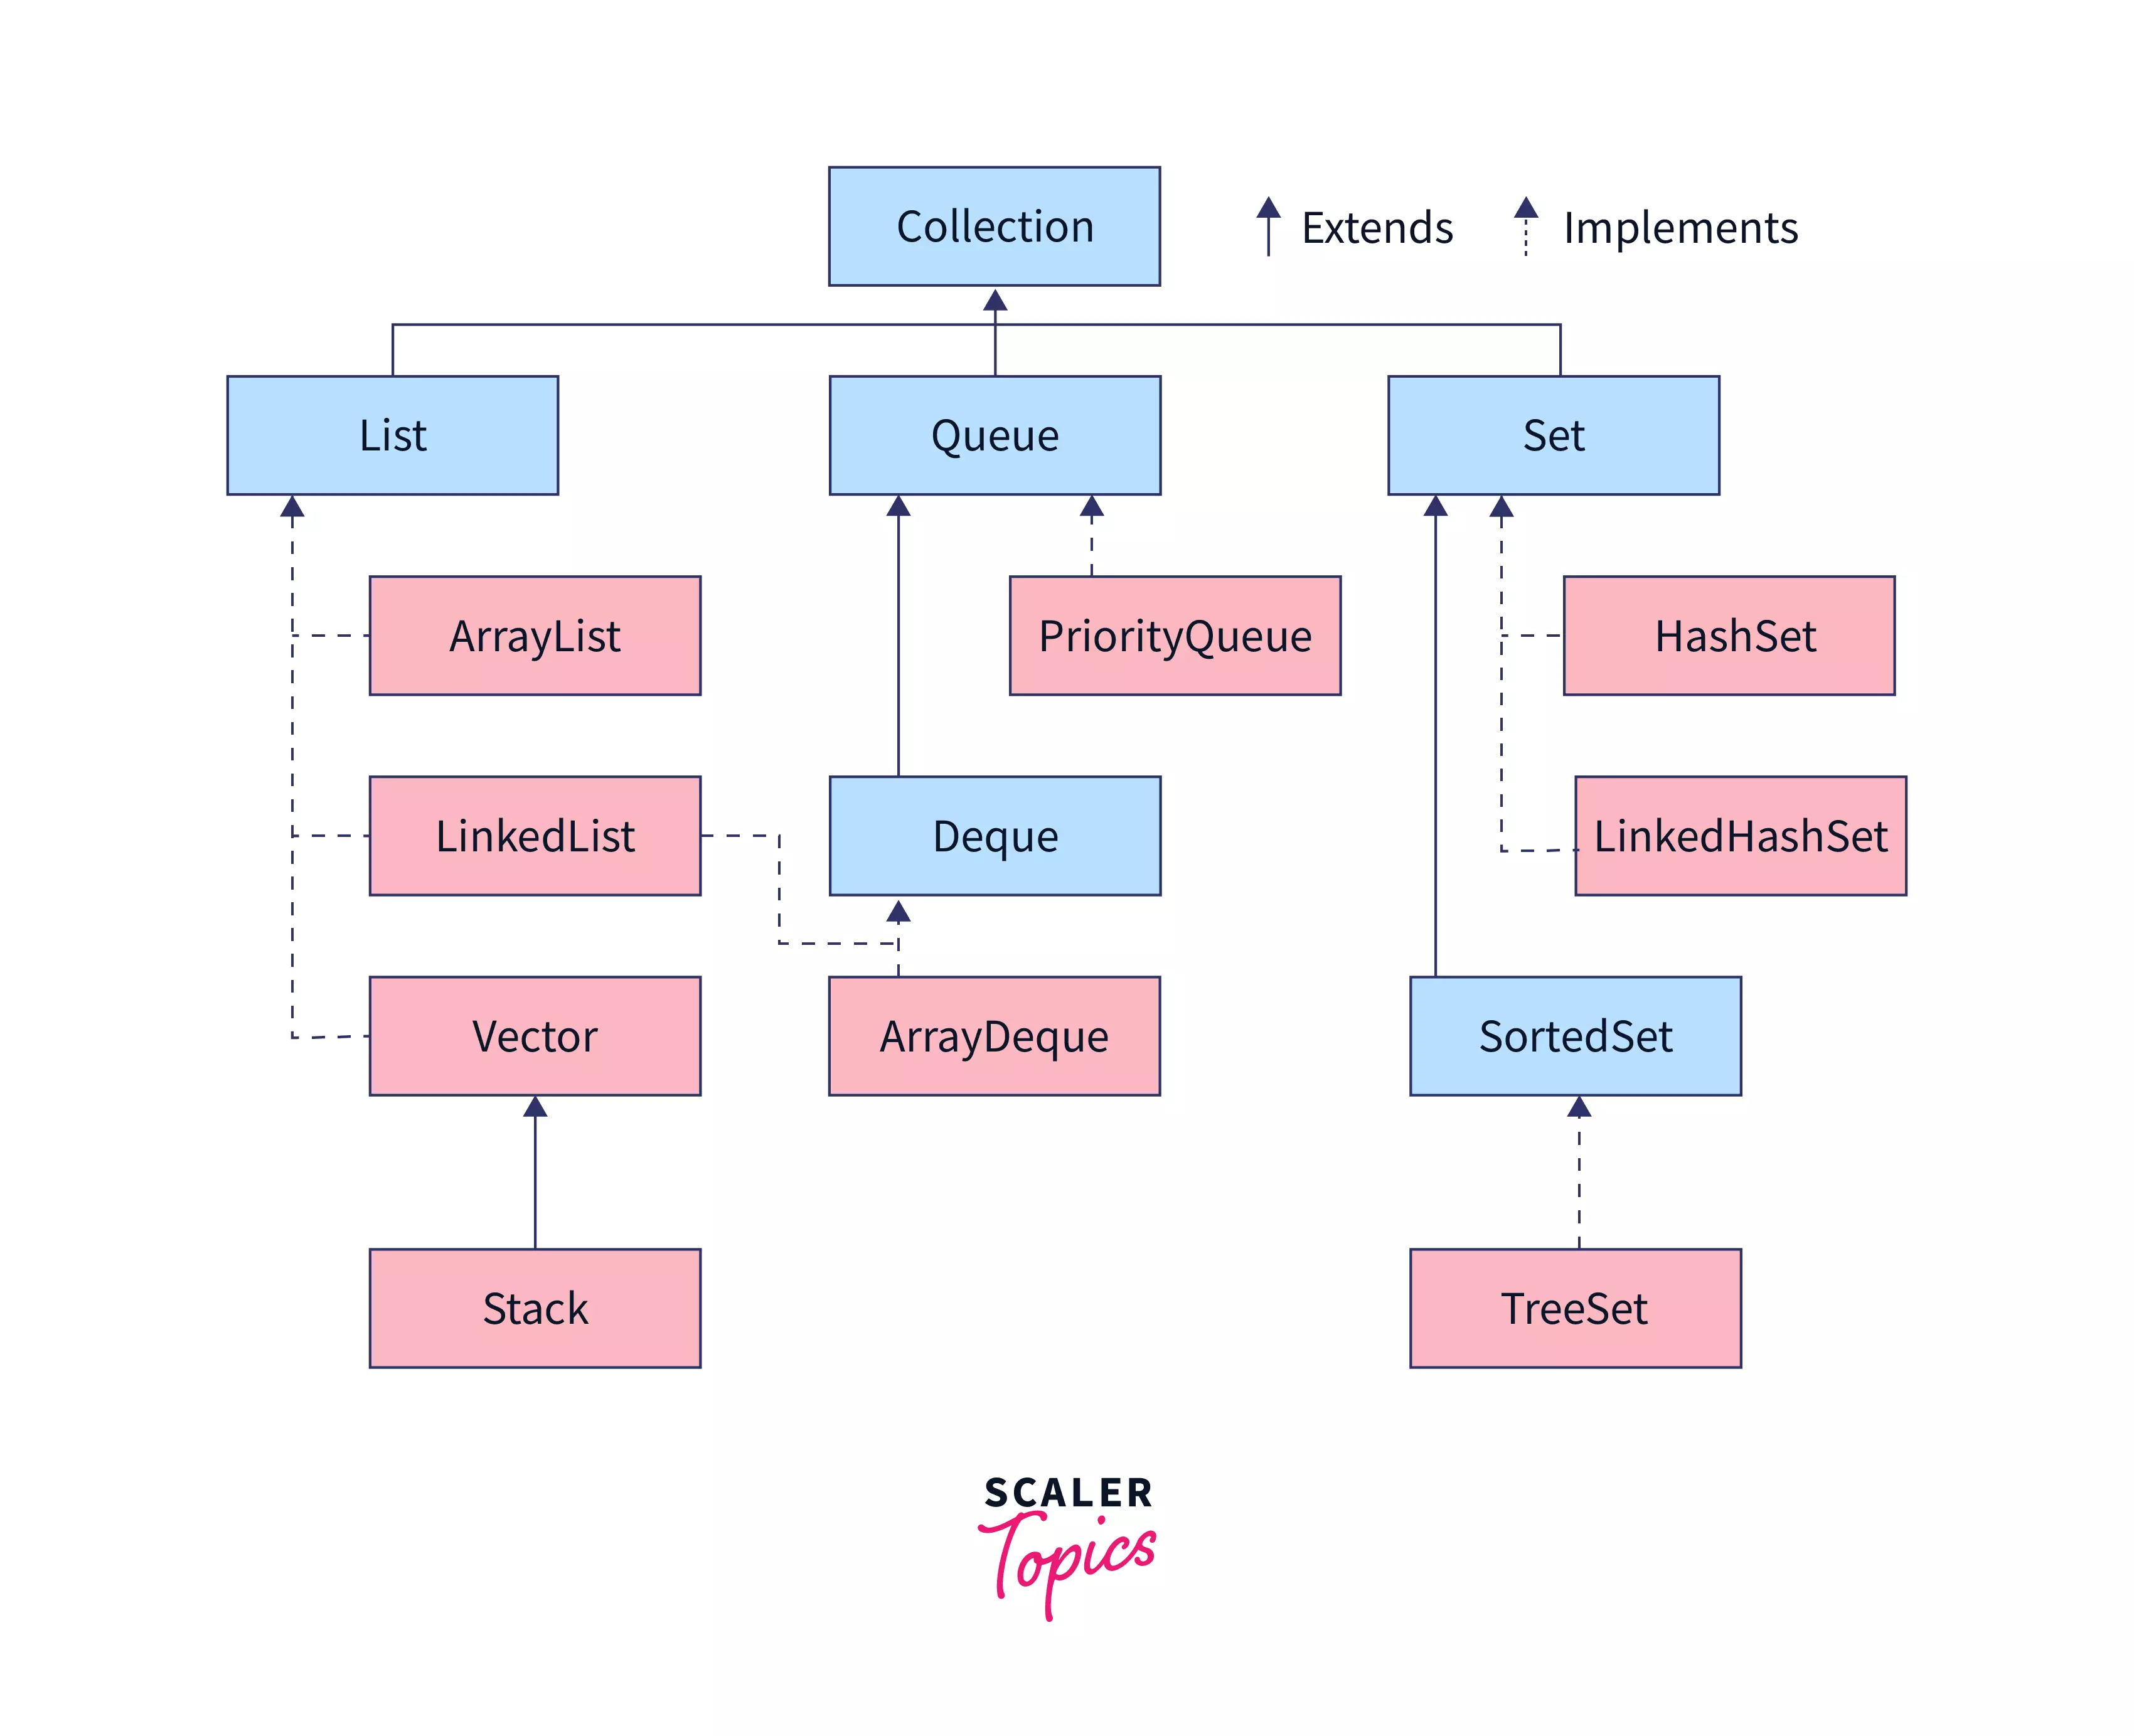 Collection
Extends
Implements
List
Queue
Set
ArrayList
PriorityQueue
HashSet
LinkedList
Deque
LinkedHashSet
Vector
ArrayDeque
SortedSet
Stack
TreeSet
SCALER
Topics